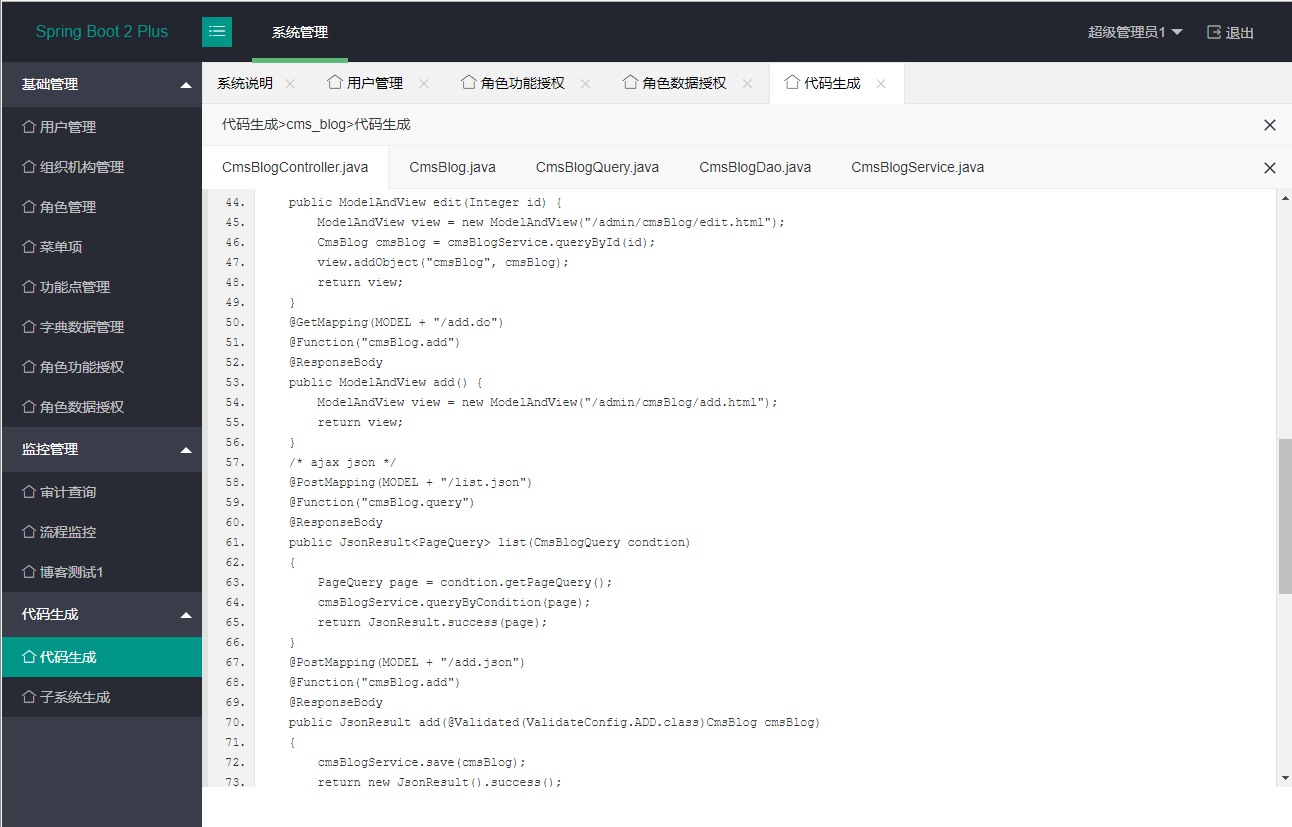 Spring Boot 2 Plus
系统管理
超级管理员1
退出
基础管理
用户管理
组织机构管理
角色管理
菜单项
功能点管理
字典数据管理
角色功能授权
角色数据授权
监控管理
审计查询
流程监控
博客测试1
代码生成
代码生成
子系统生成
系统说明 用户管理 角色功能授权 角色数据授权 代码生成
代码生成>cms_blog>代码生成
CmsBlogController.java CmsBlog.java CmsBlogQuery.java CmsBlogDao.java CmsBlogService.java
44. public ModelAndView edit(Integer id) {
45. ModelAndView view = new ModelAndView("/admin/cmsBlog/edit.html");
46. CmsBlog cmsBlog = cmsBlogService.queryById(id);
47. view.addObject("cmsBlog", cmsBlog);
48. return view;
49. }
50. @GetMapping(MODEL + "/add.do")
51. @Function("cmsBlog.add")
52. @ResponseBody
53. public ModelAndView add() {
54. ModelAndView view = new ModelAndView("/admin/cmsBlog/add.html");
55. return view;
56. }
57. /* ajax json */
58. @PostMapping(MODEL + "/list.json")
59. @Function("cmsBlog.query")
60. @ResponseBody
61. public JsonResult<PageQuery> list(CmsBlogQuery condtion)
62. {
63. PageQuery page = condtion.getPageQuery();
64. cmsBlogService.queryByCondition(page);
65. return JsonResult.success(page);
66. }
67. @PostMapping(MODEL + "/add.json")
68. @Function("cmsBlog.add")
69. @ResponseBody
70. public JsonResult add(@Validated(ValidateConfig.ADD.class)CmsBlog cmsBlog)
71. {
72. cmsBlogService.save(cmsBlog);
73. return new JsonResult().success();